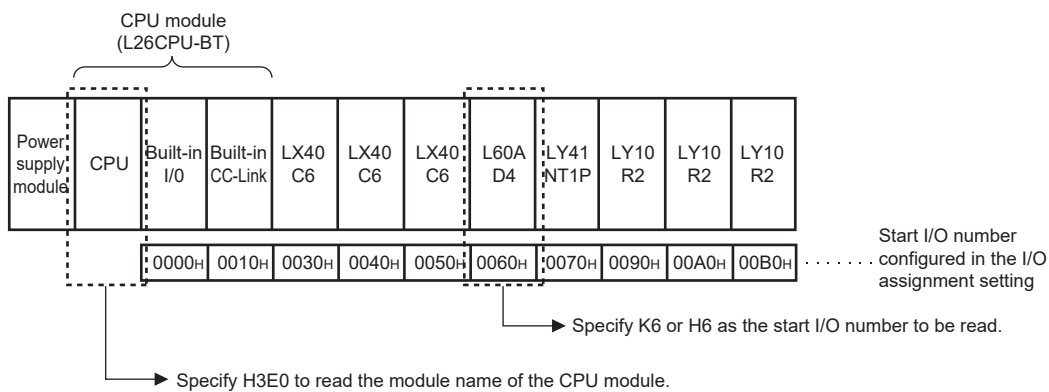 CPU module
(L26CPU-BT)
Power
supply
module
CPU
Built-in
I/0
Built-in
CC-Link
LX40
C6
LX40
C6
LX40
C6
L60A
D4
LY41
NT1P
LY10
R2
LY10
R2
LY10
R2
0000H 0010H 0030H 0040H 0050H 0060H 0070H 0090H 00A0H 00B0H
Start I/O number
configured in the I/O
assignment setting
Specify K6 or H6 as the start I/O number to be read.
Specify H3E0 to read the module name of the CPU module.